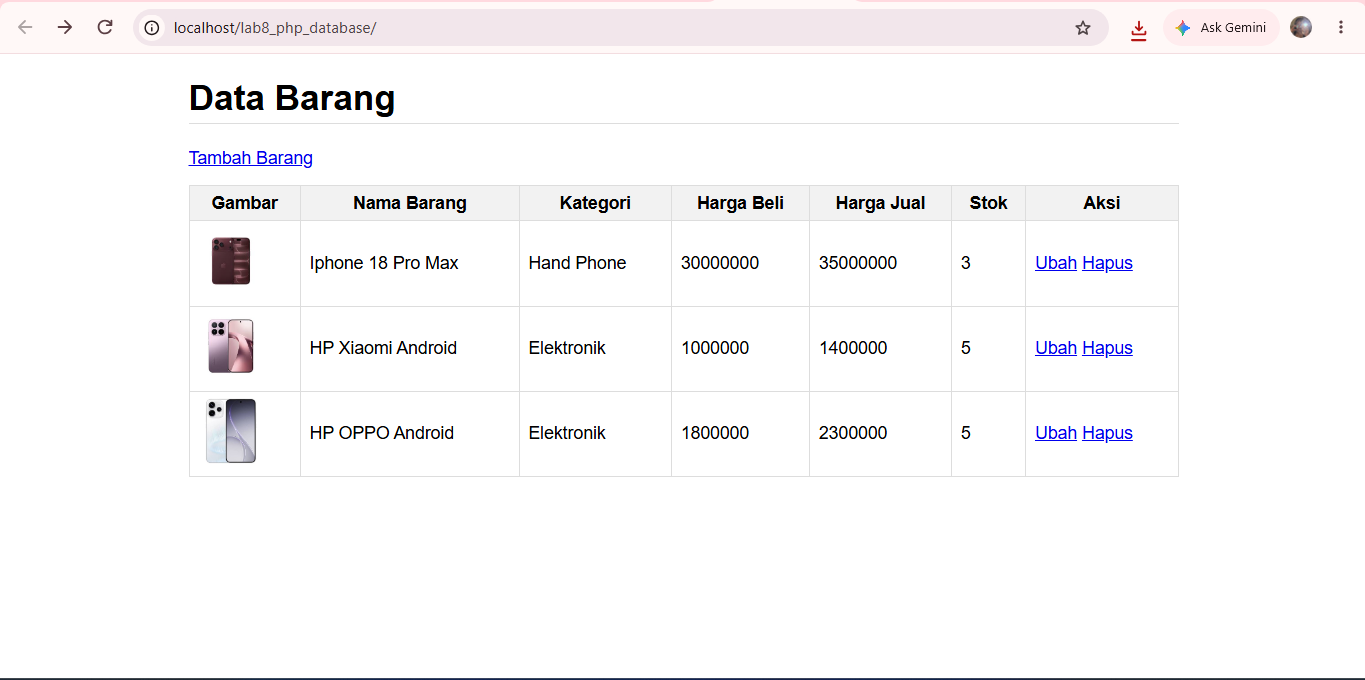 localhost/lab8_php_database/
Ask Gemini
Data Barang
Tambah Barang
Gambar Nama Barang Kategori Harga Beli Harga Jual Stok Aksi
Iphone 18 Pro Max Hand Phone 30000000 35000000 3 Ubah Hapus
HP Xiaomi Android Elektronik 1000000 1400000 5 Ubah Hapus
HP OPPO Android Elektronik 1800000 2300000 5 Ubah Hapus